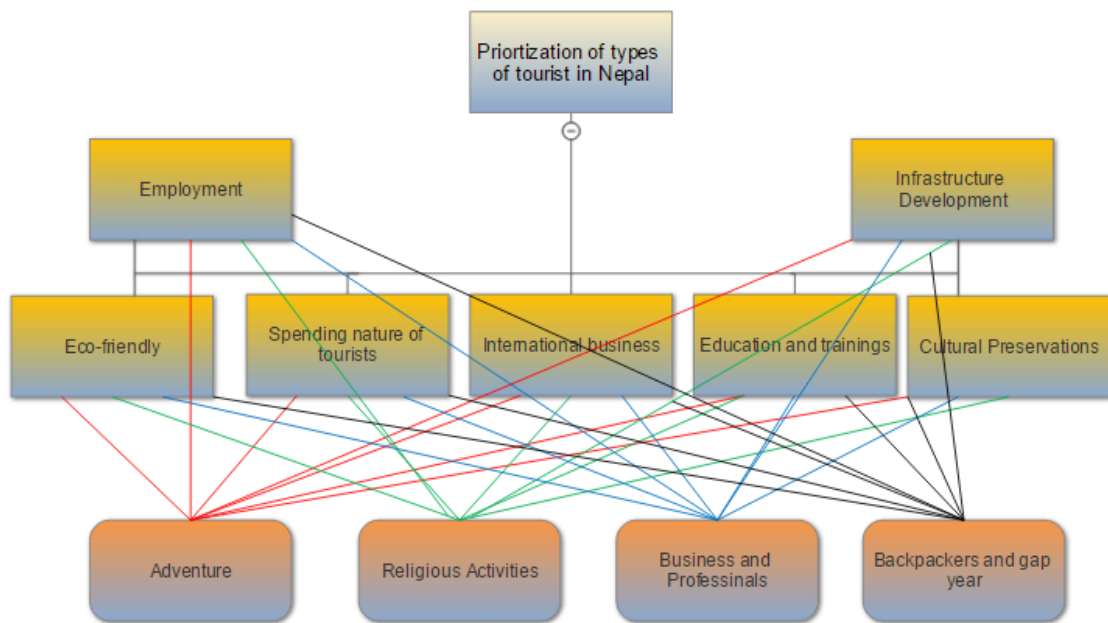 Priortization of types
of tourist in Nepal
Employment
Infrastructure
Development
Eco-friendly
Spending nature of
tourists
International business
Education and trainings
Cultural Preservations
Adventure
Religious Activities
Business and
Professinals
Backpackers and gap
year